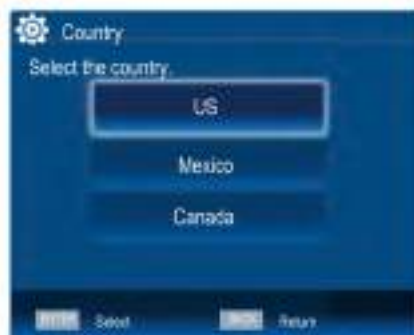 Country
Select the country.
US
Mexico
Canada
Select
Return